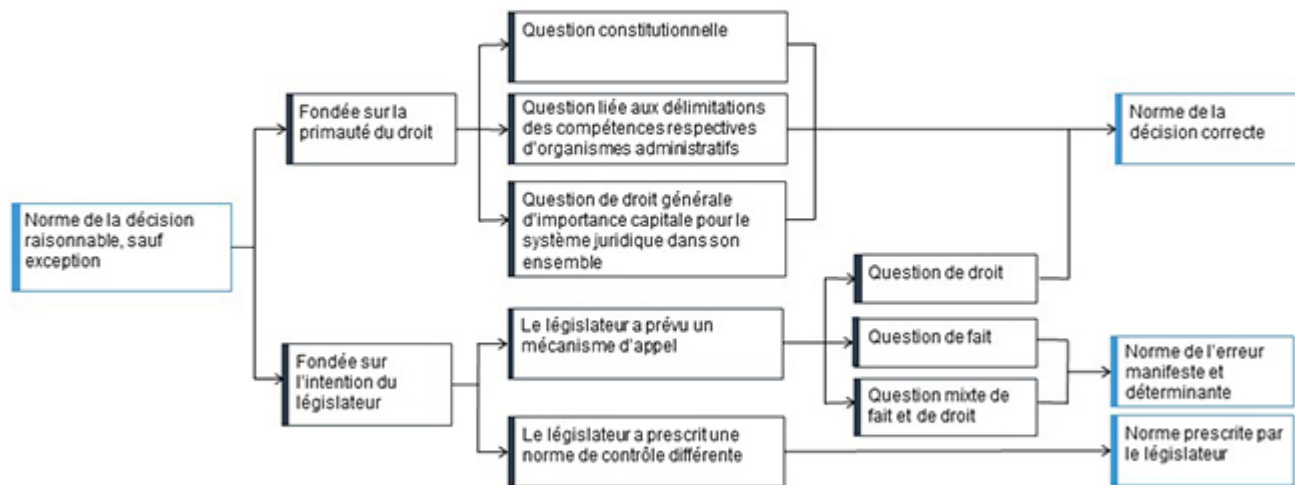 Norme de la décision
raisonnable, sauf
exception
Fondée sur la
primauté du droit
Question constitutionnelle
Question liée aux délimitations
des compétences respectives
d'organismes administratifs
Question de droit générale
d'importance capitale pour le
système juridique dans son
ensemble
Norme de la
décision correcte
Fondée sur
l'intention du
législateur
Le législateur a prévu un
mécanisme d'appel
Question de droit
Question de fait
Question mixte de
fait et de droit
Norme de l'erreur
manifeste et
déterminante
Le législateur a prescrit une
norme de contrôle différente
Norme prescrite par
le législateur